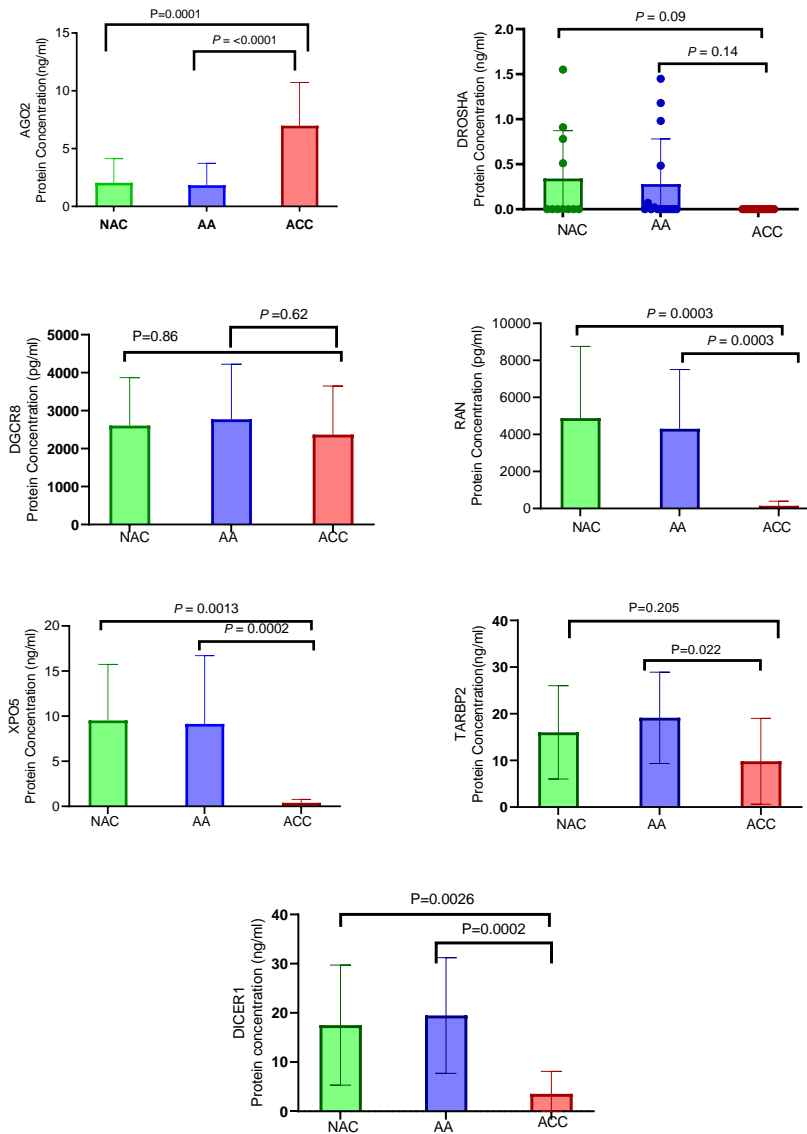 P=0.0001
P = <0.0001
AGO2
Protein Concentration(ng/ml)
15
10
5
0
NAC AA ACC
P = 0.09
P = 0.14
DROSHA
Protein Concentration (ng/ml)
2.0
1.5
1.0
0.5
0.0
NAC AA ACC
P =0.62
P=0.86
DGCR8
Protein Concentration (pg/ml)
5000
4000
3000
2000
1000
0
NAC AA ACC
P = 0.0003
P = 0.0003
RAN
Protein Concentration (pg/ml)
10000
8000
6000
4000
2000
0
NAC AA ACC
P = 0.0013
P = 0.0002
XPO5
Protein Concentration (ng/ml)
20
15
10
5
0
NAC AA ACC
P=0.205
P=0.022
TARBP2
Protein Concentration(ng/ml)
40
30
20
10
0
NAC AA ACC
P=0.0026
P=0.0002
DICER1
Protein concentration (ng/ml)
40
30
20
10
0
NAC AA ACC